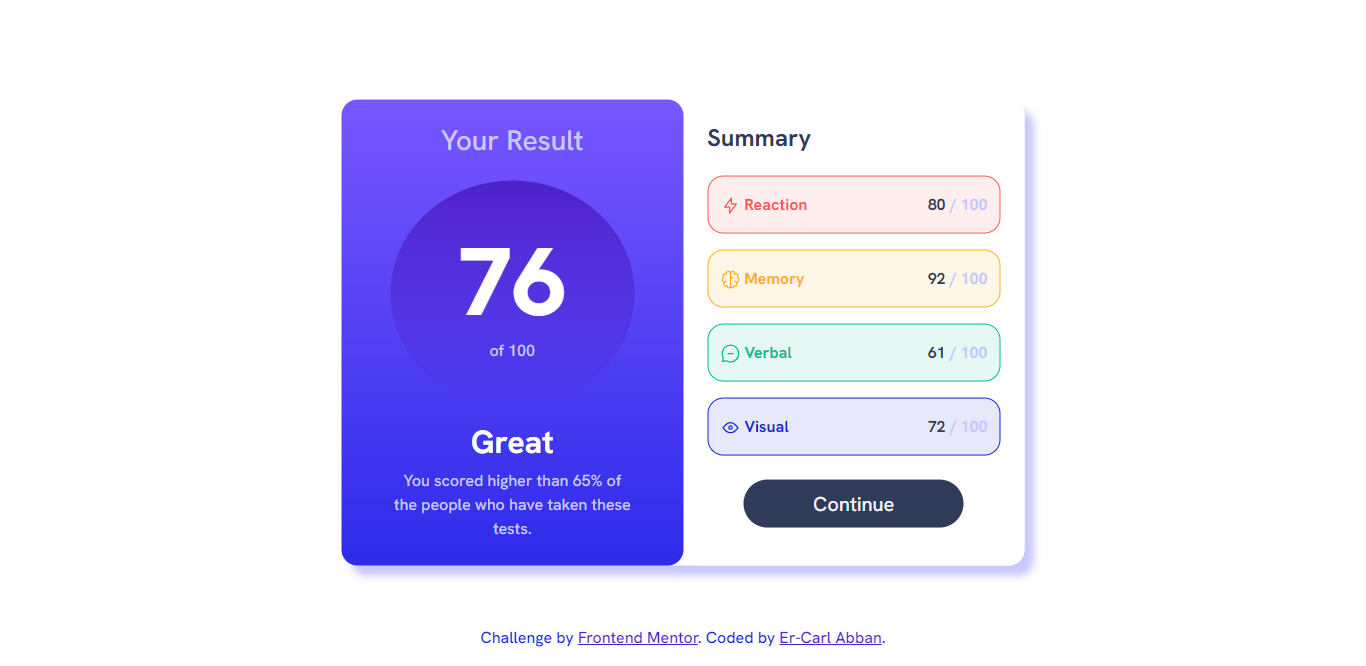 Your Result
76
of 100
Great
You scored higher than 65% of
the people who have taken these
tests.
Summary
Reaction 80 / 100
Memory 92 / 100
Verbal 61 / 100
Visual 72 / 100
Continue
Challenge by Frontend Mentor. Coded by Er-Carl Abban.